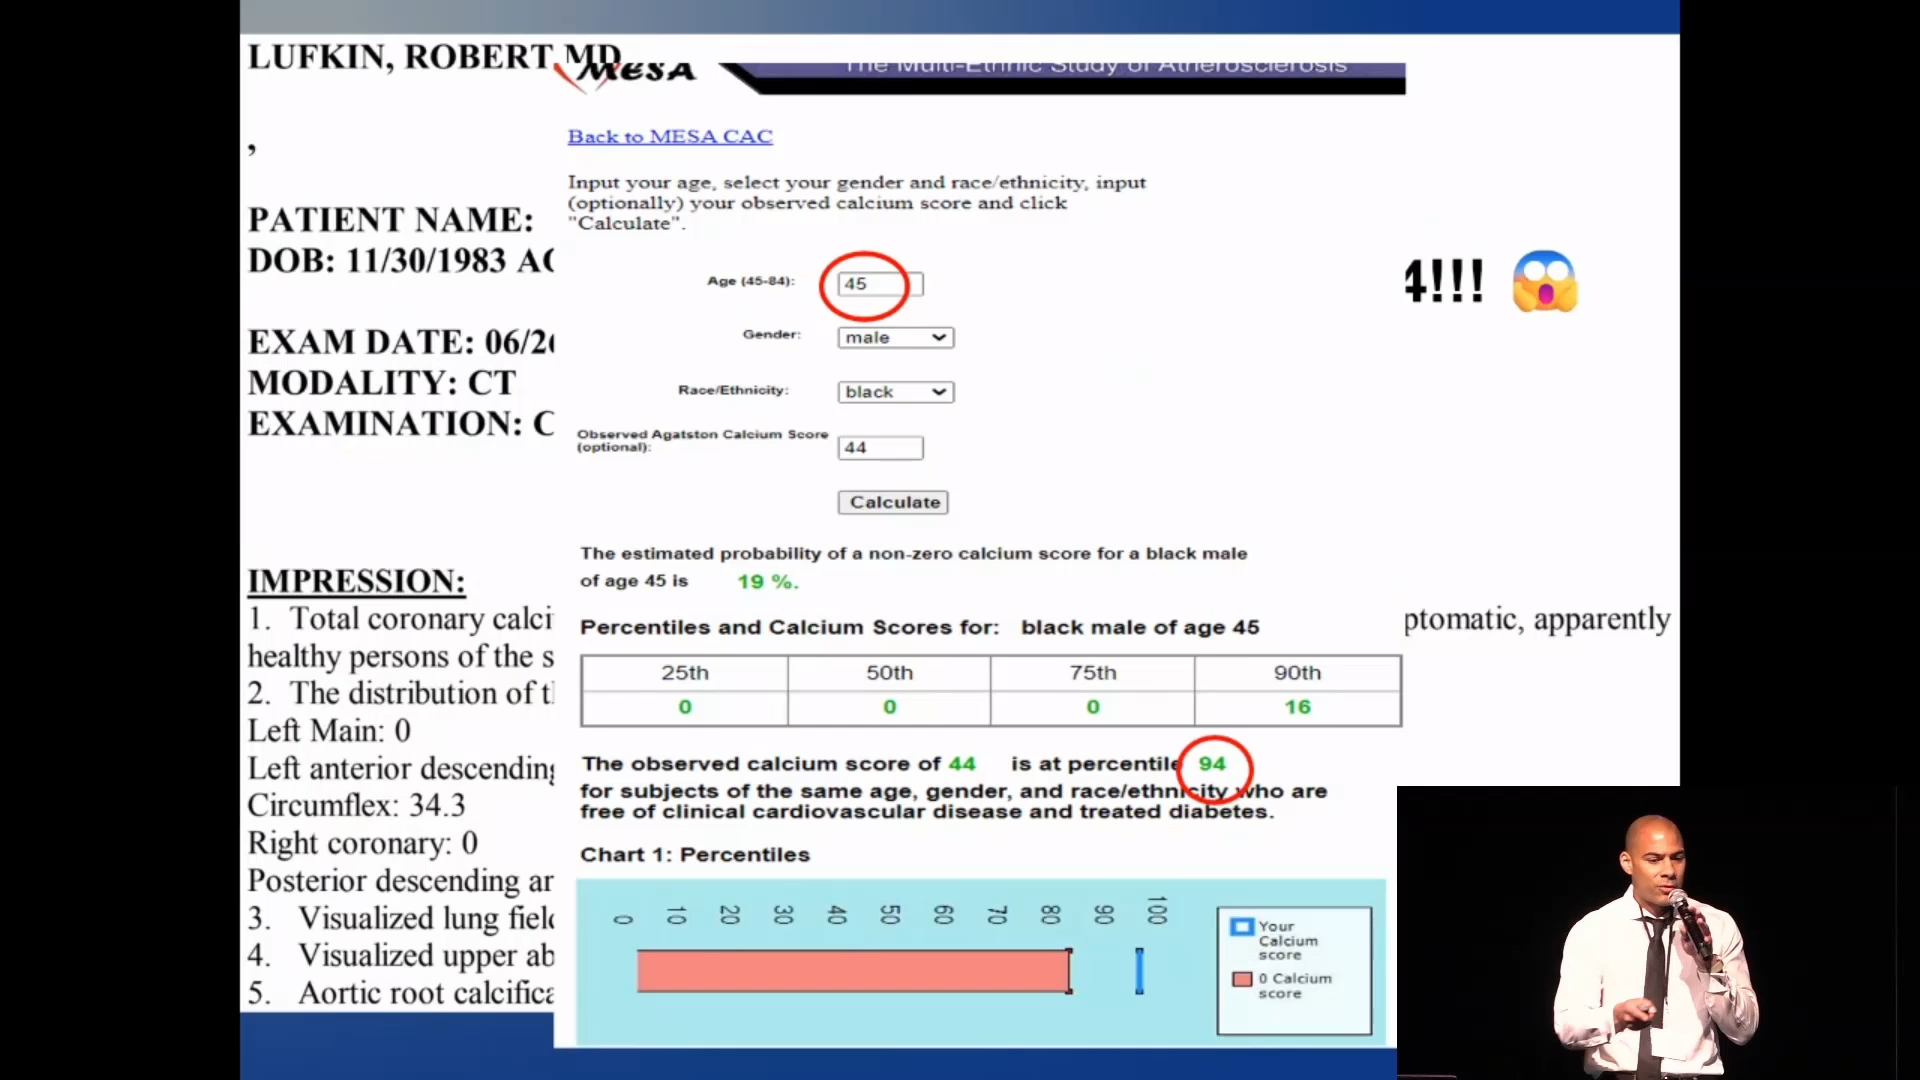 LUFKIN, ROBERT MD
,
PATIENT NAME:
DOB: 11/30/1983
EXAM DATE: 06/26
MODALITY: CT
EXAMINATION: C
IMPRESSION:
1. Total coronary
healthy persons of the
2. The distribution of
Left Main: 0
Left anterior descending
Circumflex: 34.3
Right coronary: 0
Posterior descending
3. Visualized lung
4. Visualized upper
5. Aortic root
MESA
The Multi-Ethnic Study of Atherosclerosis
Back to MESA CAC
Input your age, select your gender and race/ethnicity, input
(optionally) your observed calcium score and click
"Calculate".
Age (45-84): 45
Gender: male
Race/Ethnicity: black
Observed Agatston Calcium Score
(optional): 44
Calculate
The estimated probability of a non-zero calcium score for a black male
of age 45 is 19 %.
Percentiles and Calcium Scores for: black male of age 45
25th 50th 75th 90th
0 0 0 16
The observed calcium score of 44 is at percentile 94
for subjects of the same age, gender, and race/ethnicity who are
free of clinical cardiovascular disease and treated diabetes.
Chart 1: Percentiles
0 10 20 30 40 50 60 70 80 90 100
Your
Calcium
score
0 Calcium
score
4!!! 😱
apparently